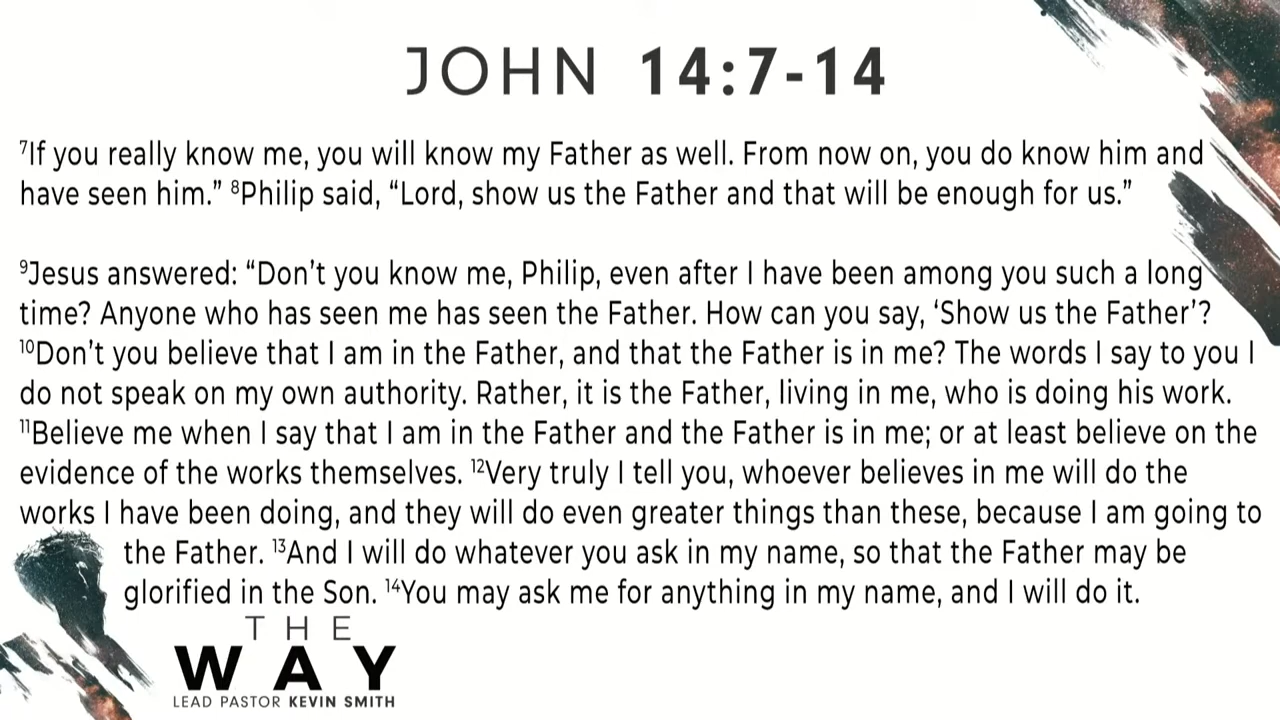 JOHN 14:7-14
⁷If you really know me, you will know my Father as well. From now on, you do know him and
have seen him.” ⁸Philip said, “Lord, show us the Father and that will be enough for us.”
⁹Jesus answered: “Don’t you know me, Philip, even after I have been among you such a long
time? Anyone who has seen me has seen the Father. How can you say, ‘Show us the Father’?
¹⁰Don’t you believe that I am in the Father, and that the Father is in me? The words I say to you I
do not speak on my own authority. Rather, it is the Father, living in me, who is doing his work.
¹¹Believe me when I say that I am in the Father and the Father is in me; or at least believe on the
evidence of the works themselves. ¹²Very truly I tell you, whoever believes in me will do the
works I have been doing, and they will do even greater things than these, because I am going to
the Father. ¹³And I will do whatever you ask in my name, so that the Father may be
glorified in the Son. ¹⁴You may ask me for anything in my name, and I will do it.
THE
WAY
LEAD PASTOR KEVIN SMITH